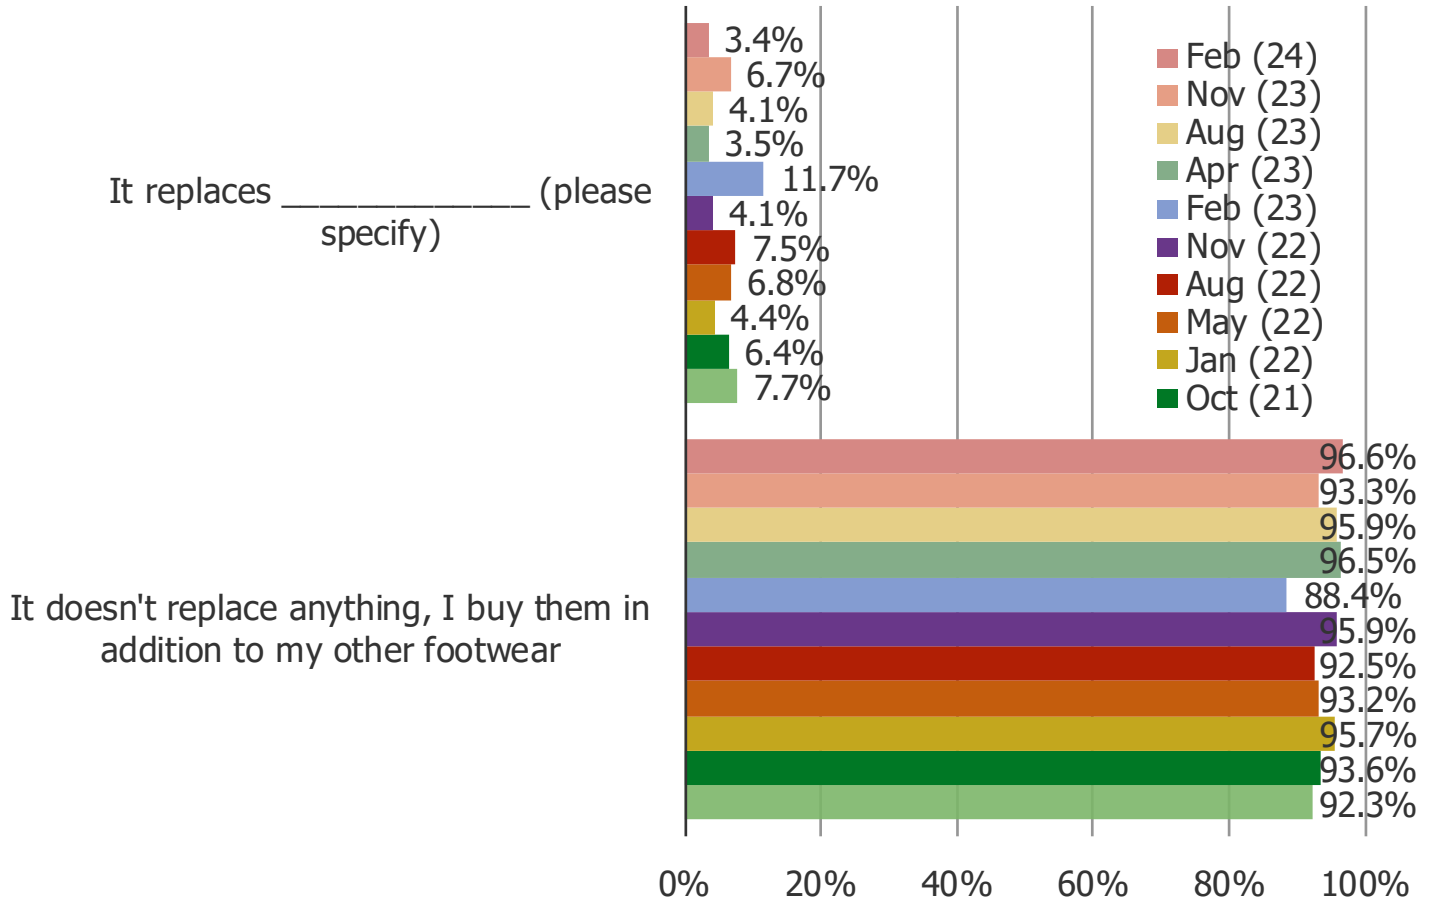 3.4%
6.7%
4.1%
3.5%
11.7%
4.1%
7.5%
6.8%
4.4%
6.4%
7.7%
It replaces _____________ (please
specify)
Feb (24)
Nov (23)
Aug (23)
Apr (23)
Feb (23)
Nov (22)
Aug (22)
May (22)
Jan (22)
Oct (21)
96.6%
93.3%
95.9%
96.5%
88.4%
95.9%
92.5%
93.2%
95.7%
93.6%
92.3%
It doesn't replace anything, I buy them in
addition to my other footwear
0% 20% 40% 60% 80% 100%